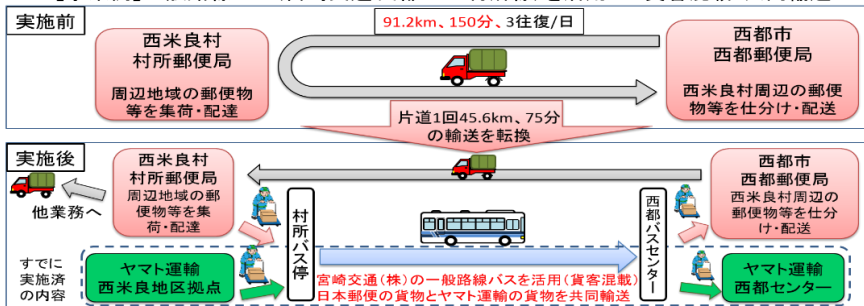 実施前
西米良村
村所郵便局
周辺地域の郵便物
等を集荷・配達
91.2km、150分、3往復/日
西都市
西都郵便局
西米良村周辺の郵便
物等を仕分け・配送
片道1回45.6km、75分
の輸送を転換
実施後
他業務へ
西米良村
村所郵便局
周辺地域の郵
便物等を集
荷・配達
村所バス停
西都バスセンター
西都市
西都郵便局
西米良村周辺の
郵便物等を仕分
け・配送
すでに
実施済
の内容
ヤマト運輸
西米良地区拠点
宮崎交通(株)の一般路線バスを活用(貨客混載)
日本郵便の貨物とヤマト運輸の貨物を共同輸送
ヤマト運輸
西都センター